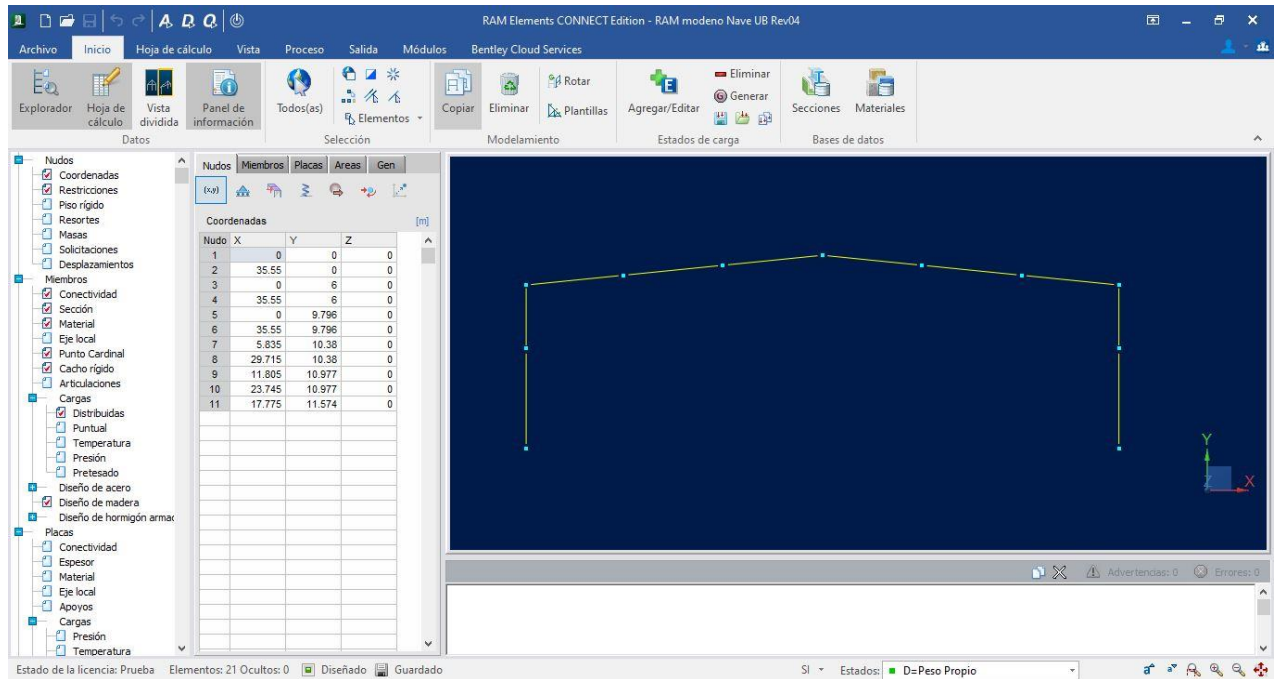 RAM Elements CONNECT Edition - RAM modeno Nave UB Rev04
Archivo Inicio Hoja de cálculo Vista Proceso Salida Módulos Bentley Cloud Services
Explorador
Hoja de cálculo
Vista dividida
Panel de información
Datos
Todos(as)
Elementos
Selección
Copiar
Eliminar
Rotar
Plantillas
Modelamiento
Agregar/Editar
Eliminar
Generar
Estados de carga
Secciones
Materiales
Bases de datos
Nudos
Coordenadas
Restricciones
Piso rígido
Resortes
Masas
Solicitaciones
Desplazamientos
Miembros
Conectividad
Sección
Material
Eje local
Punto Cardinal
Cacho rígido
Articulaciones
Cargas
Distribuidas
Puntual
Temperatura
Presión
Pretesado
Diseño de acero
Diseño de madera
Diseño de hormigón armac
Placas
Conectividad
Espesor
Material
Eje local
Apoyos
Cargas
Presión
Temperatura
Nudos Miembros Placas Areas Gen
(x,y)
Coordenadas [m]
Nudo X Y Z
1 0 0 0
2 35.55 0 0
3 0 6 0
4 35.55 6 0
5 0 9.796 0
6 35.55 9.796 0
7 5.835 10.38 0
8 29.715 10.38 0
9 11.805 10.977 0
10 23.745 10.977 0
11 17.775 11.574 0
Y
Z X
Advertencias: 0 Errores: 0
Estado de la licencia: Prueba Elementos: 21 Ocultos: 0 Diseñado Guardado SI Estados: D=Peso Propio